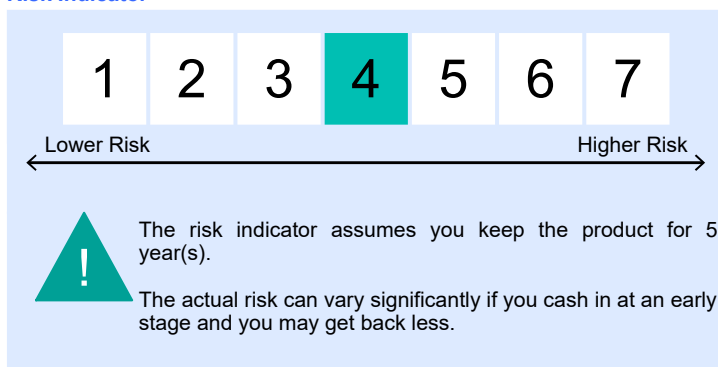 1 2 3 4 5 6 7
Lower Risk Higher Risk
!
The risk indicator assumes you keep the product for 5
year(s).
The actual risk can vary significantly if you cash in at an early
stage and you may get back less.